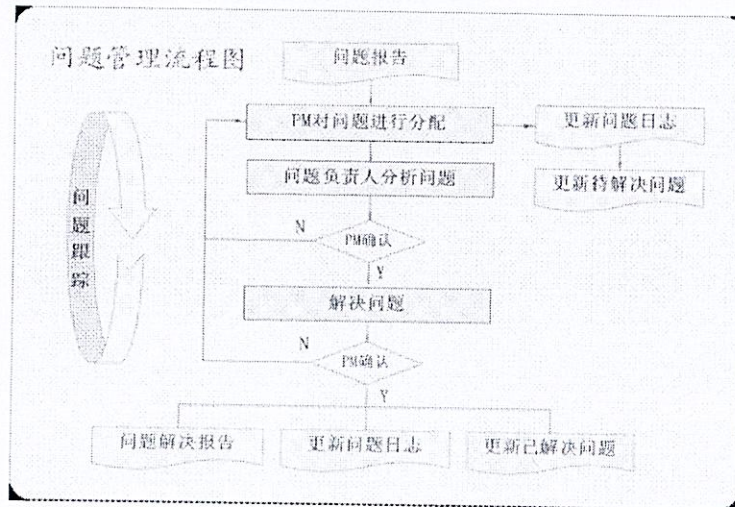 问题管理流程图
问题报告
PM对问题进行分配
更新问题日志
问题负责人分析问题
更新待解决问题
问题跟踪
N
PM确认
Y
解决问题
N
PM确认
Y
问题解决报告
更新问题日志
更新已解决问题